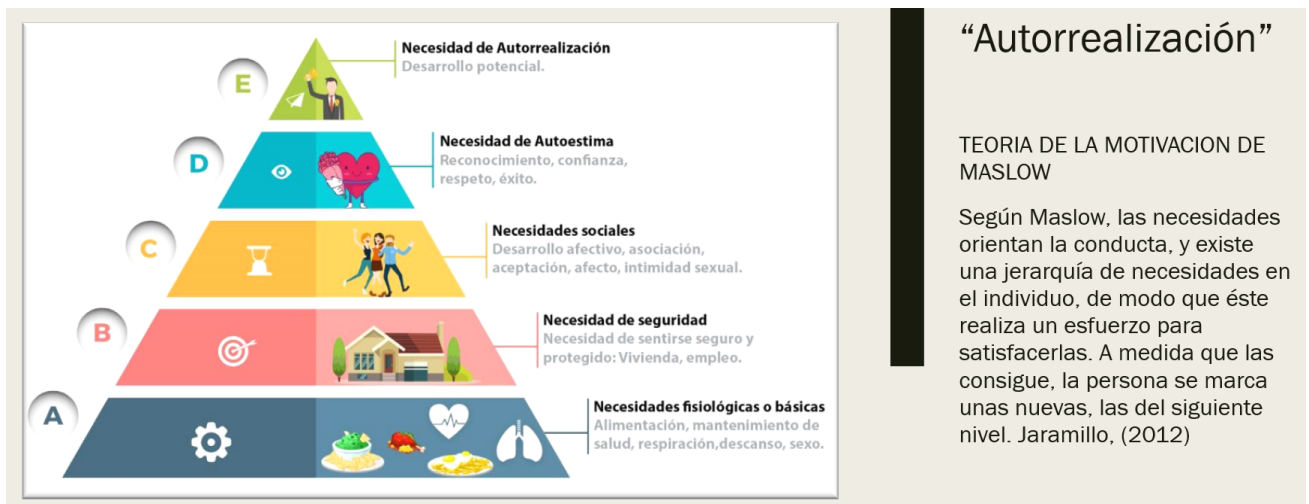 E
Necesidad de Autorrealización
Desarrollo potencial.
D
Necesidad de Autoestima
Reconocimiento, confianza,
respeto, éxito.
C
Necesidades sociales
Desarrollo afectivo, asociación,
aceptación, afecto, intimidad sexual.
B
Necesidad de seguridad
Necesidad de sentirse seguro y
protegido: Vivienda, empleo.
A
Necesidades fisiológicas o básicas
Alimentación, mantenimiento de
salud, respiración,descanso, sexo.
“Autorrealización”
TEORIA DE LA MOTIVACION DE
MASLOW
Según Maslow, las necesidades
orientan la conducta, y existe
una jerarquía de necesidades en
el individuo, de modo que éste
realiza un esfuerzo para
satisfacerlas. A medida que las
consigue, la persona se marca
unas nuevas, las del siguiente
nivel. Jaramillo, (2012)